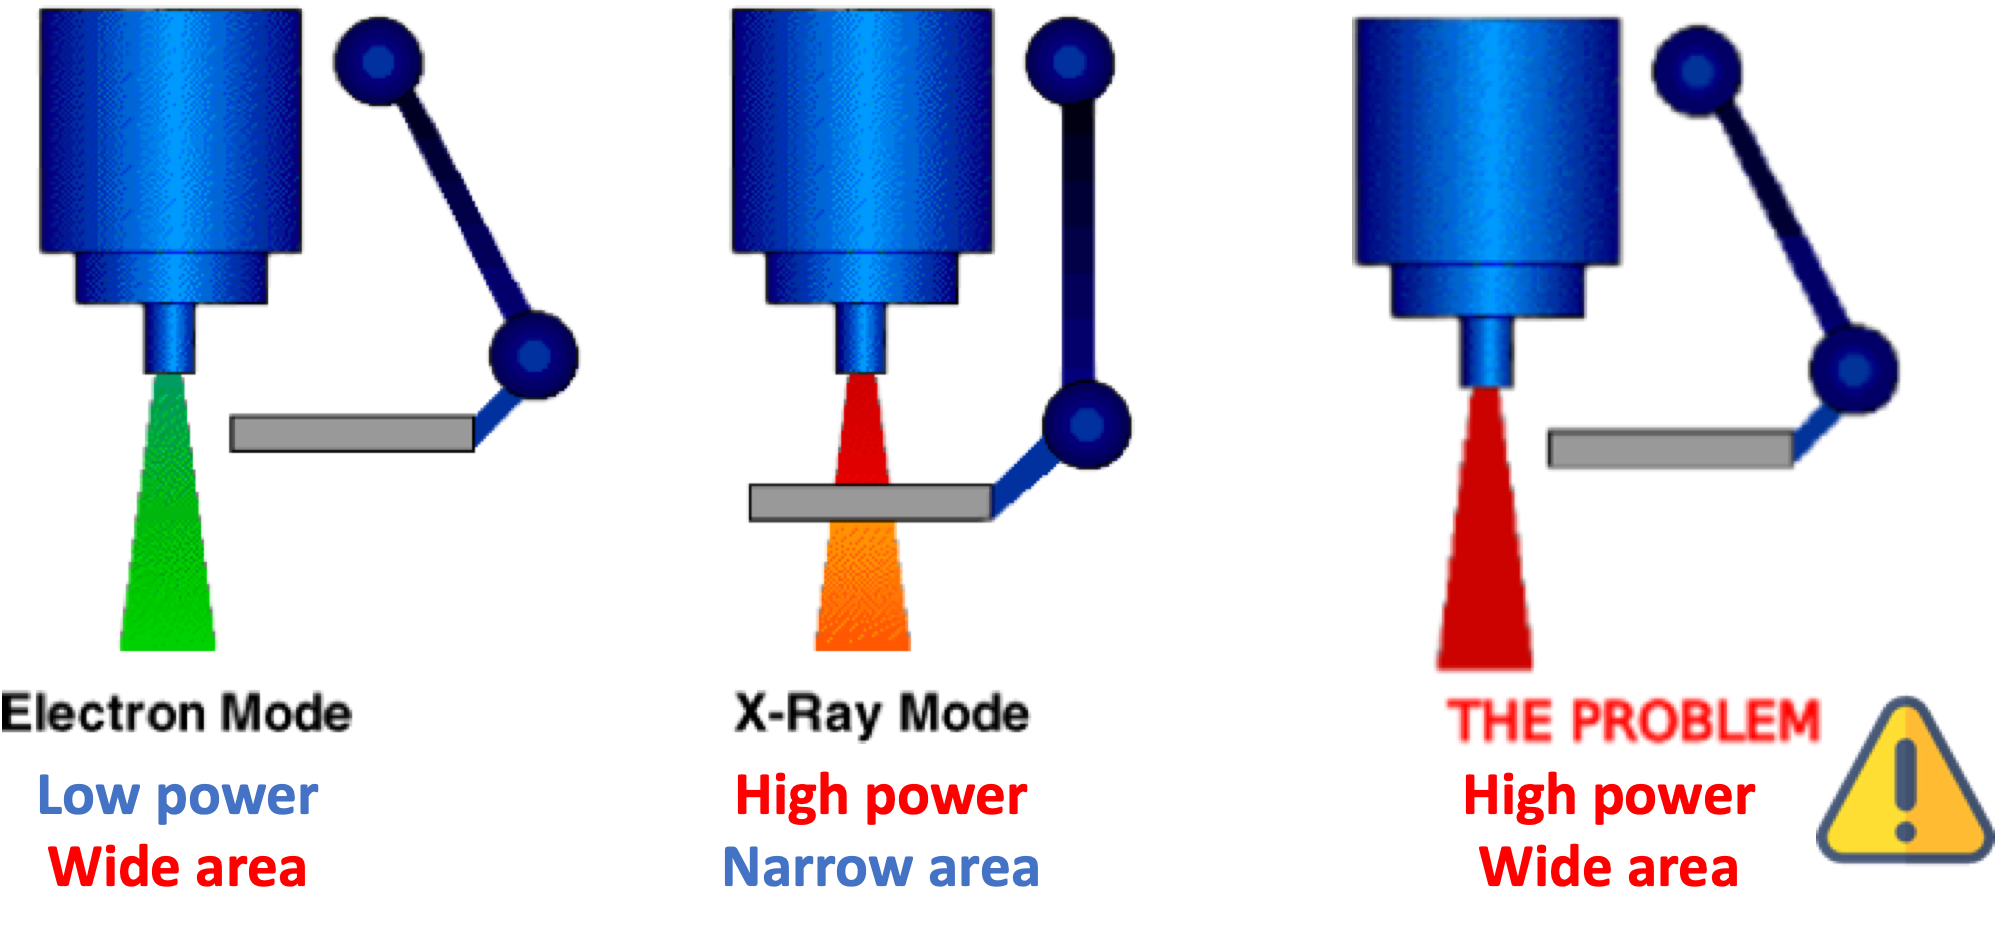 Electron Mode
Low power
Wide area
X-Ray Mode
High power
Narrow area
THE PROBLEM
High power
Wide area